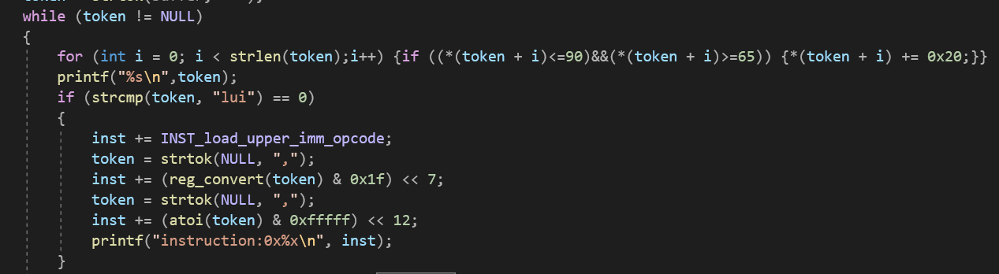 while (token != NULL)
{
for (int i = 0; i < strlen(token);i++) {if ((*(token + i)<=90)&&(*(token + i)>=65)) {*(token + i) += 0x20;}}
printf("%s\n",token);
if (strcmp(token, "lui") == 0)
{
inst += INST_load_upper_imm_opcode;
token = strtok(NULL, ",");
inst += (reg_convert(token) & 0x1f) << 7;
token = strtok(NULL, ",");
inst += (atoi(token) & 0xfffff) << 12;
printf("instruction:0x%x\n", inst);
}